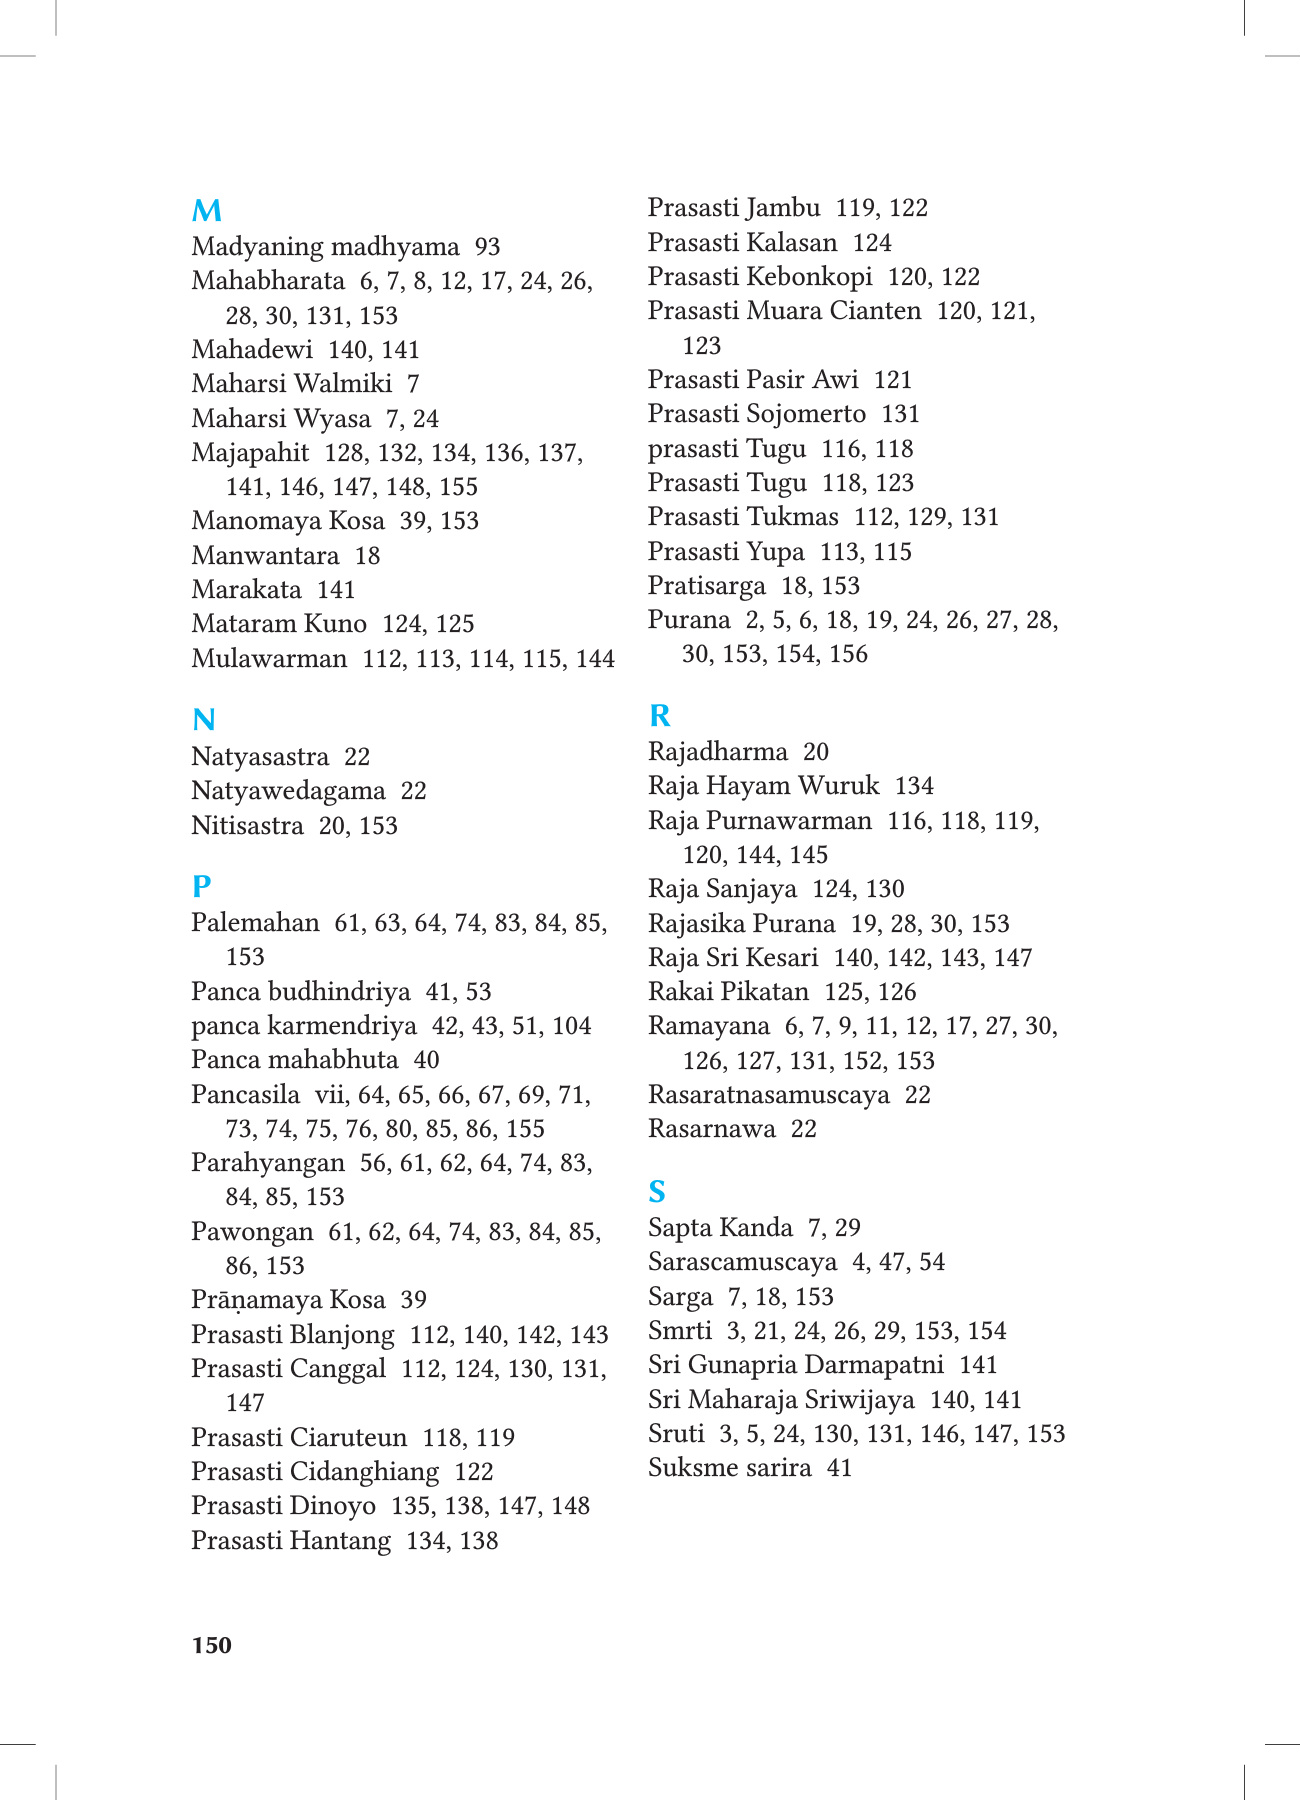 M
Madyaning madhyama 93
Mahabharata 6, 7, 8, 12, 17, 24, 26,
28, 30, 131, 153
Mahadewi 140, 141
Maharsi Walmiki 7
Maharsi Wyasa 7, 24
Majapahit 128, 132, 134, 136, 137,
141, 146, 147, 148, 155
Manomaya Kosa 39, 153
Manwantara 18
Marakata 141
Mataram Kuno 124, 125
Mulawarman 112, 113, 114, 115, 144
N
Natyasastra 22
Natyawedagama 22
Nitisastra 20, 153
P
Palemahan 61, 63, 64, 74, 83, 84, 85,
153
Panca budhindriya 41, 53
panca karmendriya 42, 43, 51, 104
Panca mahabhuta 40
Pancasila vii, 64, 65, 66, 67, 69, 71,
73, 74, 75, 76, 80, 85, 86, 155
Parahyangan 56, 61, 62, 64, 74, 83,
84, 85, 153
Pawongan 61, 62, 64, 74, 83, 84, 85,
86, 153
Prāṇamaya Kosa 39
Prasasti Blanjong 112, 140, 142, 143
Prasasti Canggal 112, 124, 130, 131,
147
Prasasti Ciaruteun 118, 119
Prasasti Cidanghiang 122
Prasasti Dinoyo 135, 138, 147, 148
Prasasti Hantang 134, 138
Prasasti Jambu 119, 122
Prasasti Kalasan 124
Prasasti Kebonkopi 120, 122
Prasasti Muara Cianten 120, 121,
123
Prasasti Pasir Awi 121
Prasasti Sojomerto 131
prasasti Tugu 116, 118
Prasasti Tugu 118, 123
Prasasti Tukmas 112, 129, 131
Prasasti Yupa 113, 115
Pratisarga 18, 153
Purana 2, 5, 6, 18, 19, 24, 26, 27, 28,
30, 153, 154, 156
R
Rajadharma 20
Raja Hayam Wuruk 134
Raja Purnawarman 116, 118, 119,
120, 144, 145
Raja Sanjaya 124, 130
Rajasika Purana 19, 28, 30, 153
Raja Sri Kesari 140, 142, 143, 147
Rakai Pikatan 125, 126
Ramayana 6, 7, 9, 11, 12, 17, 27, 30,
126, 127, 131, 152, 153
Rasaratnasamuscaya 22
Rasarnawa 22
S
Sapta Kanda 7, 29
Sarascamuscaya 4, 47, 54
Sarga 7, 18, 153
Smrti 3, 21, 24, 26, 29, 153, 154
Sri Gunapria Darmapatni 141
Sri Maharaja Sriwijaya 140, 141
Sruti 3, 5, 24, 130, 131, 146, 147, 153
Suksme sarira 41
150